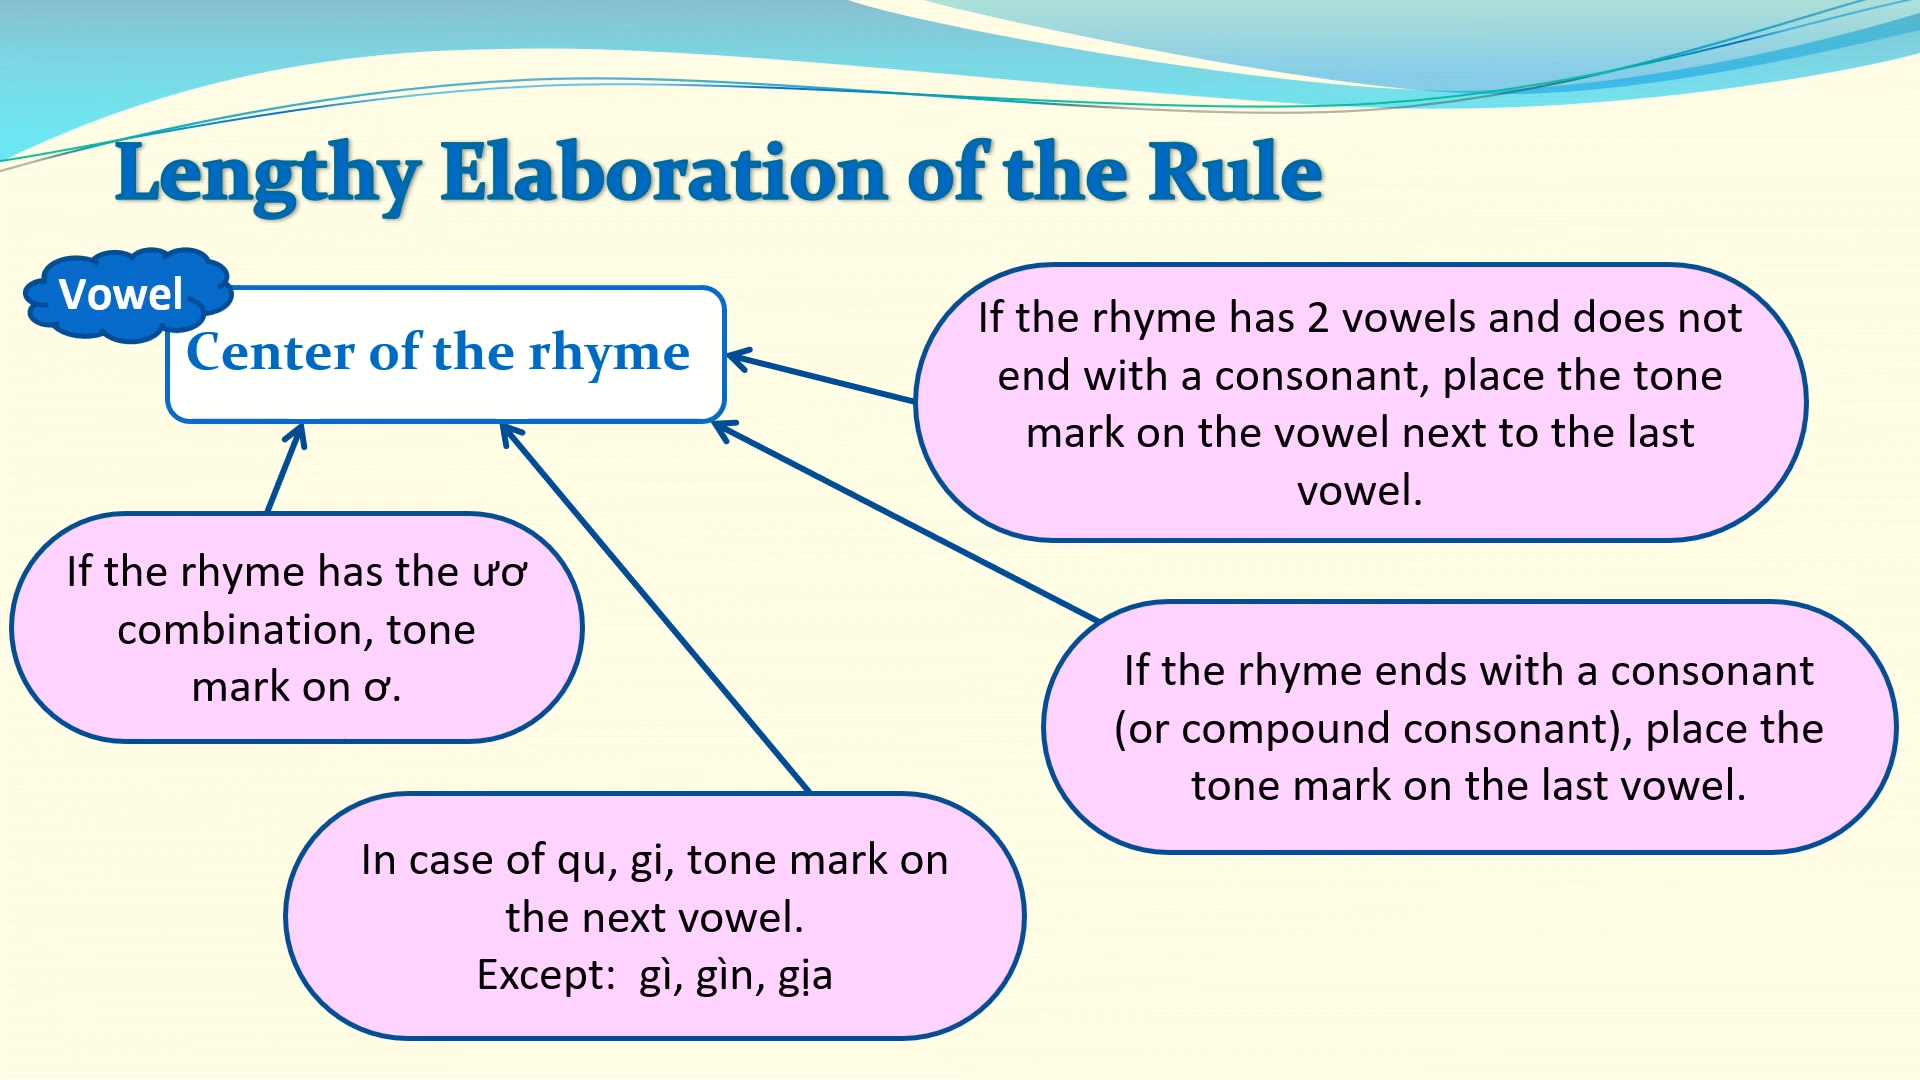 Lengthy Elaboration of the Rule
Vowel
Center of the rhyme
If the rhyme has 2 vowels and does not
end with a consonant, place the tone
mark on the vowel next to the last
vowel.
If the rhyme has the ươ
combination, tone
mark on ơ.
If the rhyme ends with a consonant
(or compound consonant), place the
tone mark on the last vowel.
In case of qu, gi, tone mark on
the next vowel.
Except:  gì, gìn, gịa